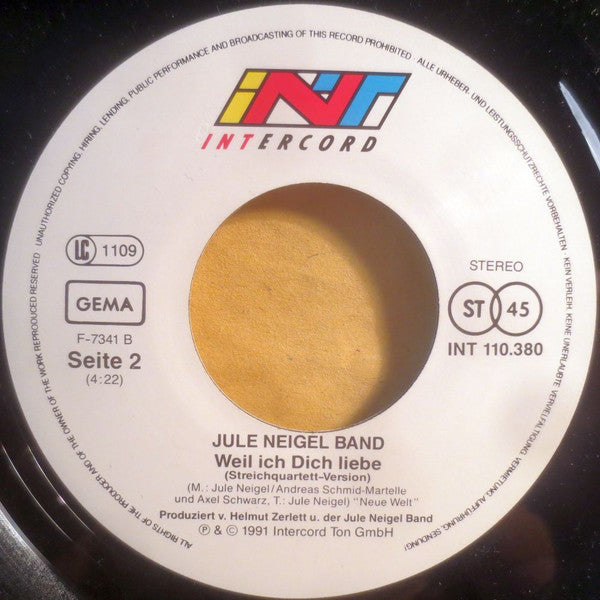 INT
INTERCORD
UNAUTHORIZED COPYING, HIRING, LENDING, PUBLIC PERFORMANCE AND BROADCASTING OF THIS RECORD PROHIBITED · ALLE URHEBER- UND LEISTUNGSSCHUTZRECHTE VORBEHALTEN · KEIN VERLEIH, KEINE UNERLAUBTE VERVIELFÄLTIGUNG, VERMIETUNG, AUFFÜHRUNG, SENDUNG!
ALL RIGHTS OF THE PRODUCER AND OF THE OWNER OF THE WORK REPRODUCED RESERVED ·
LC 1109
GEMA
F-7341 B
Seite 2
(4:22)
STEREO
ST 45
INT 110.380
JULE NEIGEL BAND
Weil ich Dich liebe
(Streichquartett-Version)
(M.: Jule Neigel/Andreas Schmid-Martelle
und Axel Schwarz, T.: Jule Neigel) "Neue Welt"
Produziert v. Helmut Zerlett u. der Jule Neigel Band
℗ & © 1991 Intercord Ton GmbH